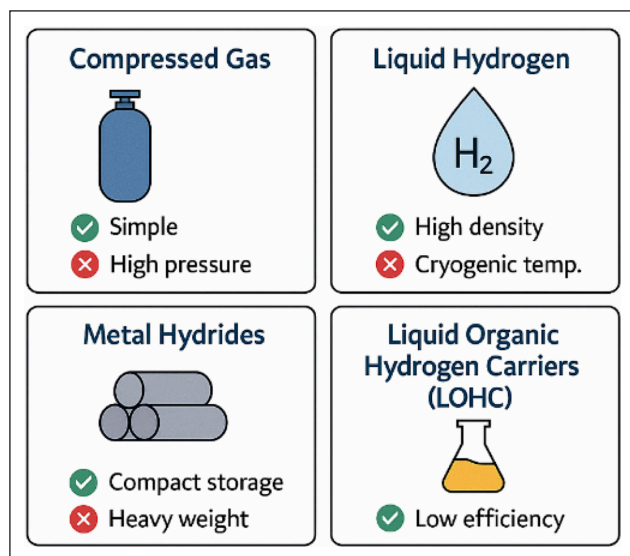 Compressed Gas
Simple
High pressure
Liquid Hydrogen
H₂
High density
Cryogenic temp.
Metal Hydrides
Compact storage
Heavy weight
Liquid Organic
Hydrogen Carriers
(LOHC)
Low efficiency